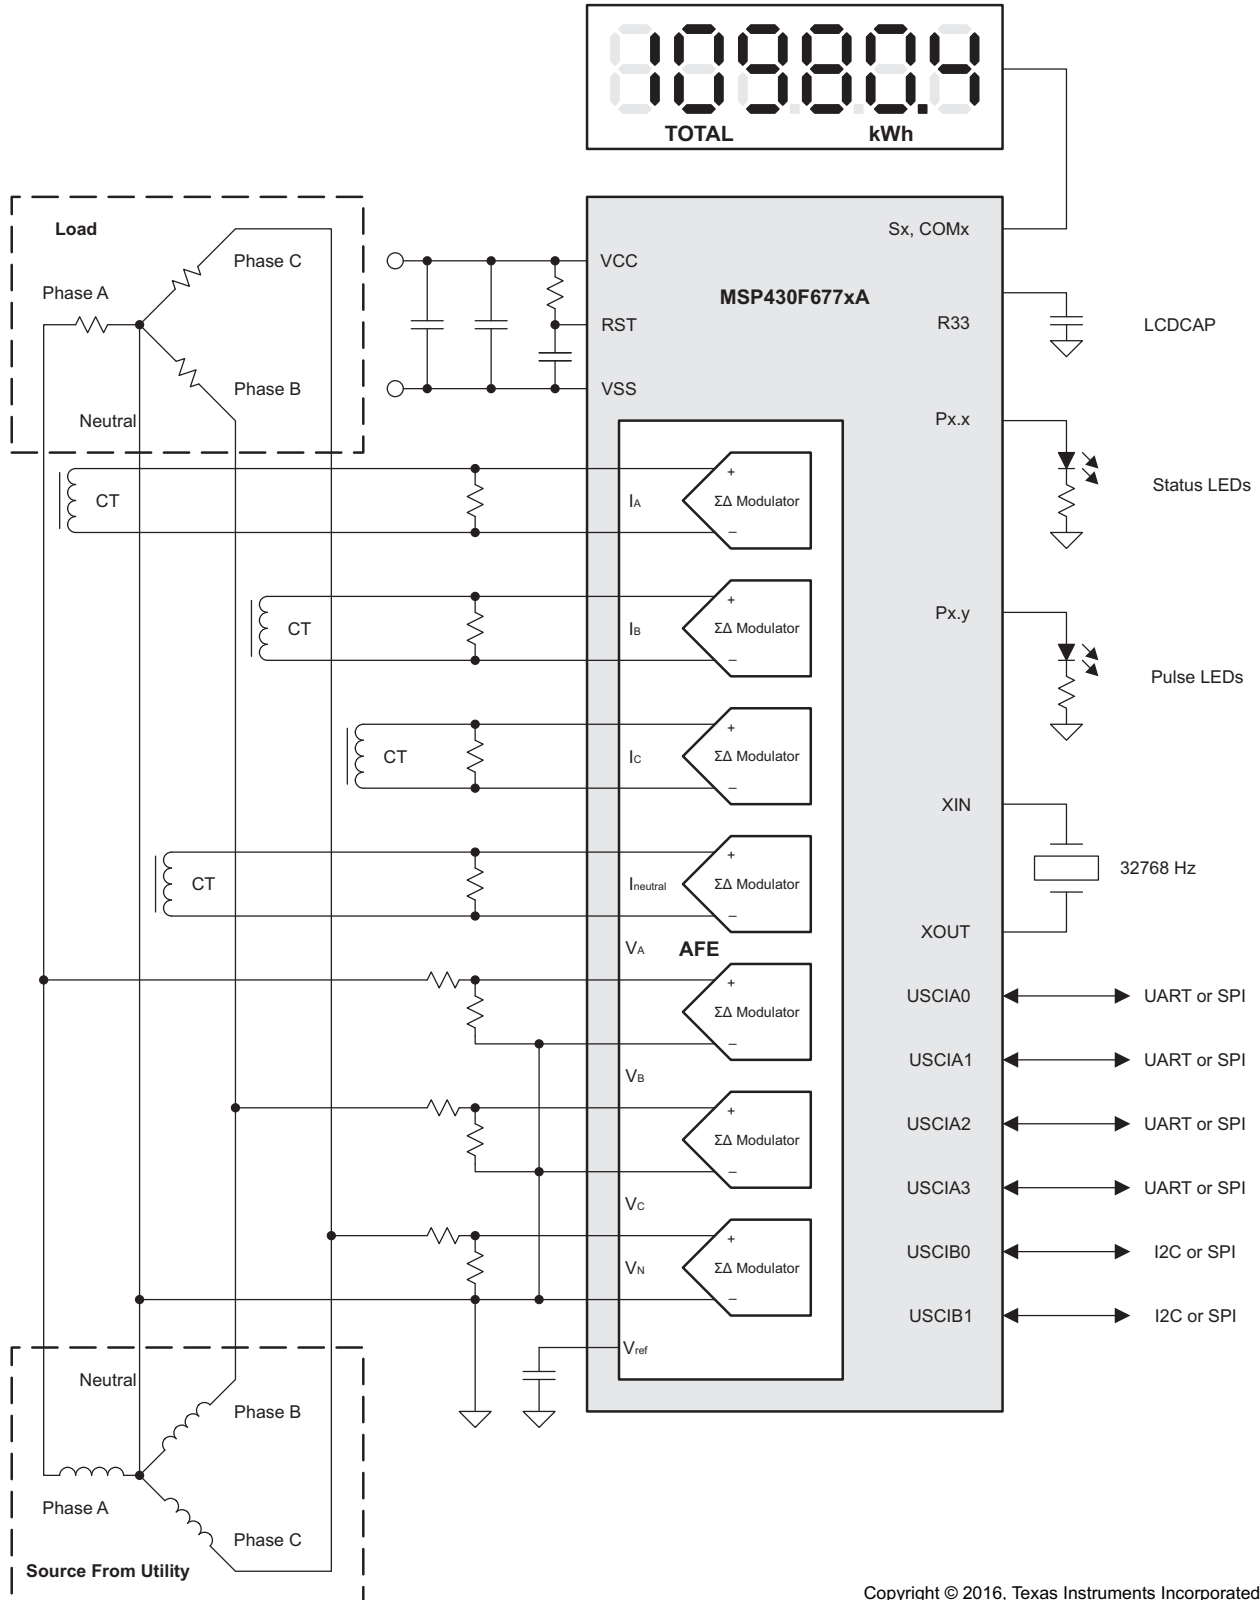 10980.4
TOTAL kWh
Load
Phase C
Phase A
Phase B
Neutral
VCC
RST
VSS
MSP430F677xA
Sx, COMx
R33
LCDCAP
Px.x
Status LEDs
Px.y
Pulse LEDs
XIN
32768 Hz
XOUT
USCIA0 UART or SPI
USCIA1 UART or SPI
USCIA2 UART or SPI
USCIA3 UART or SPI
USCIB0 I2C or SPI
USCIB1 I2C or SPI
CT
IA
+
ΣΔ Modulator
–
CT
IB
+
ΣΔ Modulator
–
CT
IC
+
ΣΔ Modulator
–
CT
Ineutral
+
ΣΔ Modulator
–
VA
AFE
+
ΣΔ Modulator
–
VB
+
ΣΔ Modulator
–
VC
+
VN
ΣΔ Modulator
–
Vref
Neutral
Phase B
Phase A
Phase C
Source From Utility
Copyright © 2016, Texas Instruments Incorporated